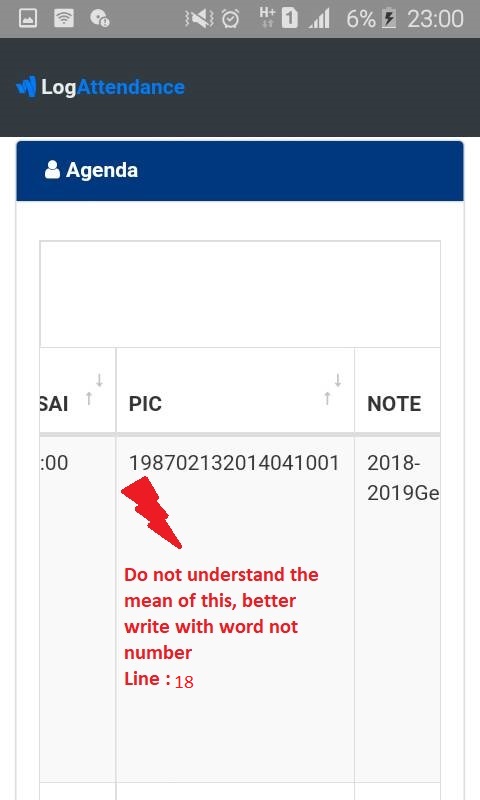 H+ 1 6% 23:00
LogAttendance
Agenda
SAI PIC NOTE
:00 198702132014041001 2018-
2019Ge
Do not understand the
mean of this, better
write with word not
number
Line : 18